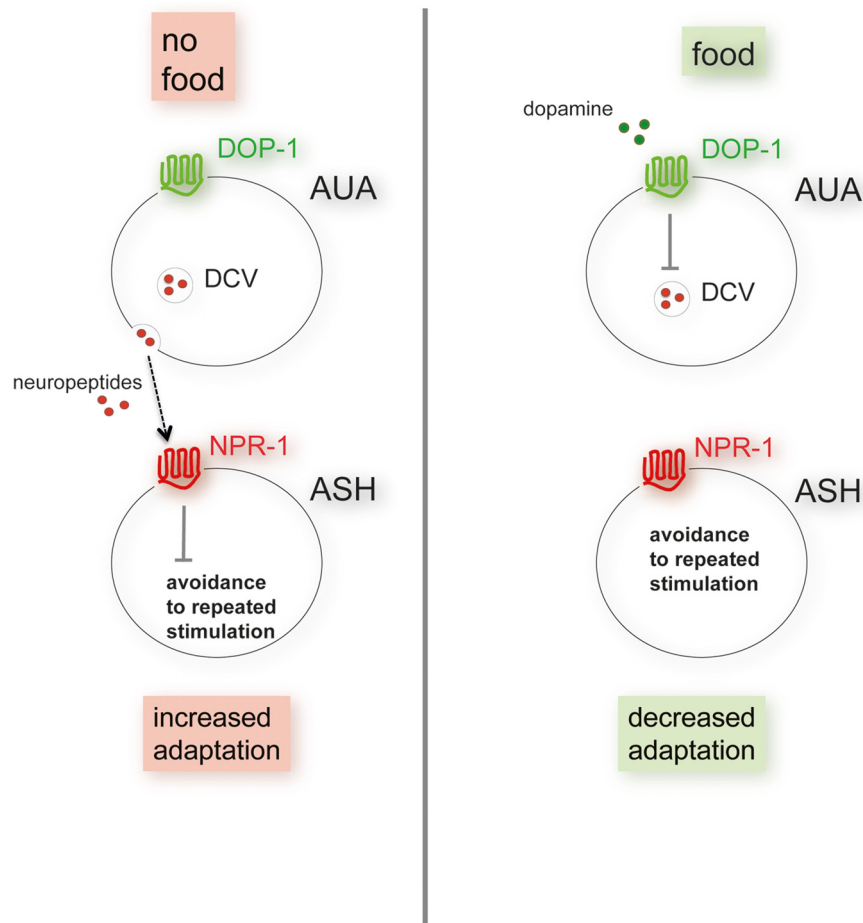 no
food
DOP-1
AUA
DCV
neuropeptides
NPR-1
ASH
avoidance
to repeated
stimulation
increased
adaptation
food
dopamine
DOP-1
AUA
DCV
NPR-1
ASH
avoidance
to repeated
stimulation
decreased
adaptation